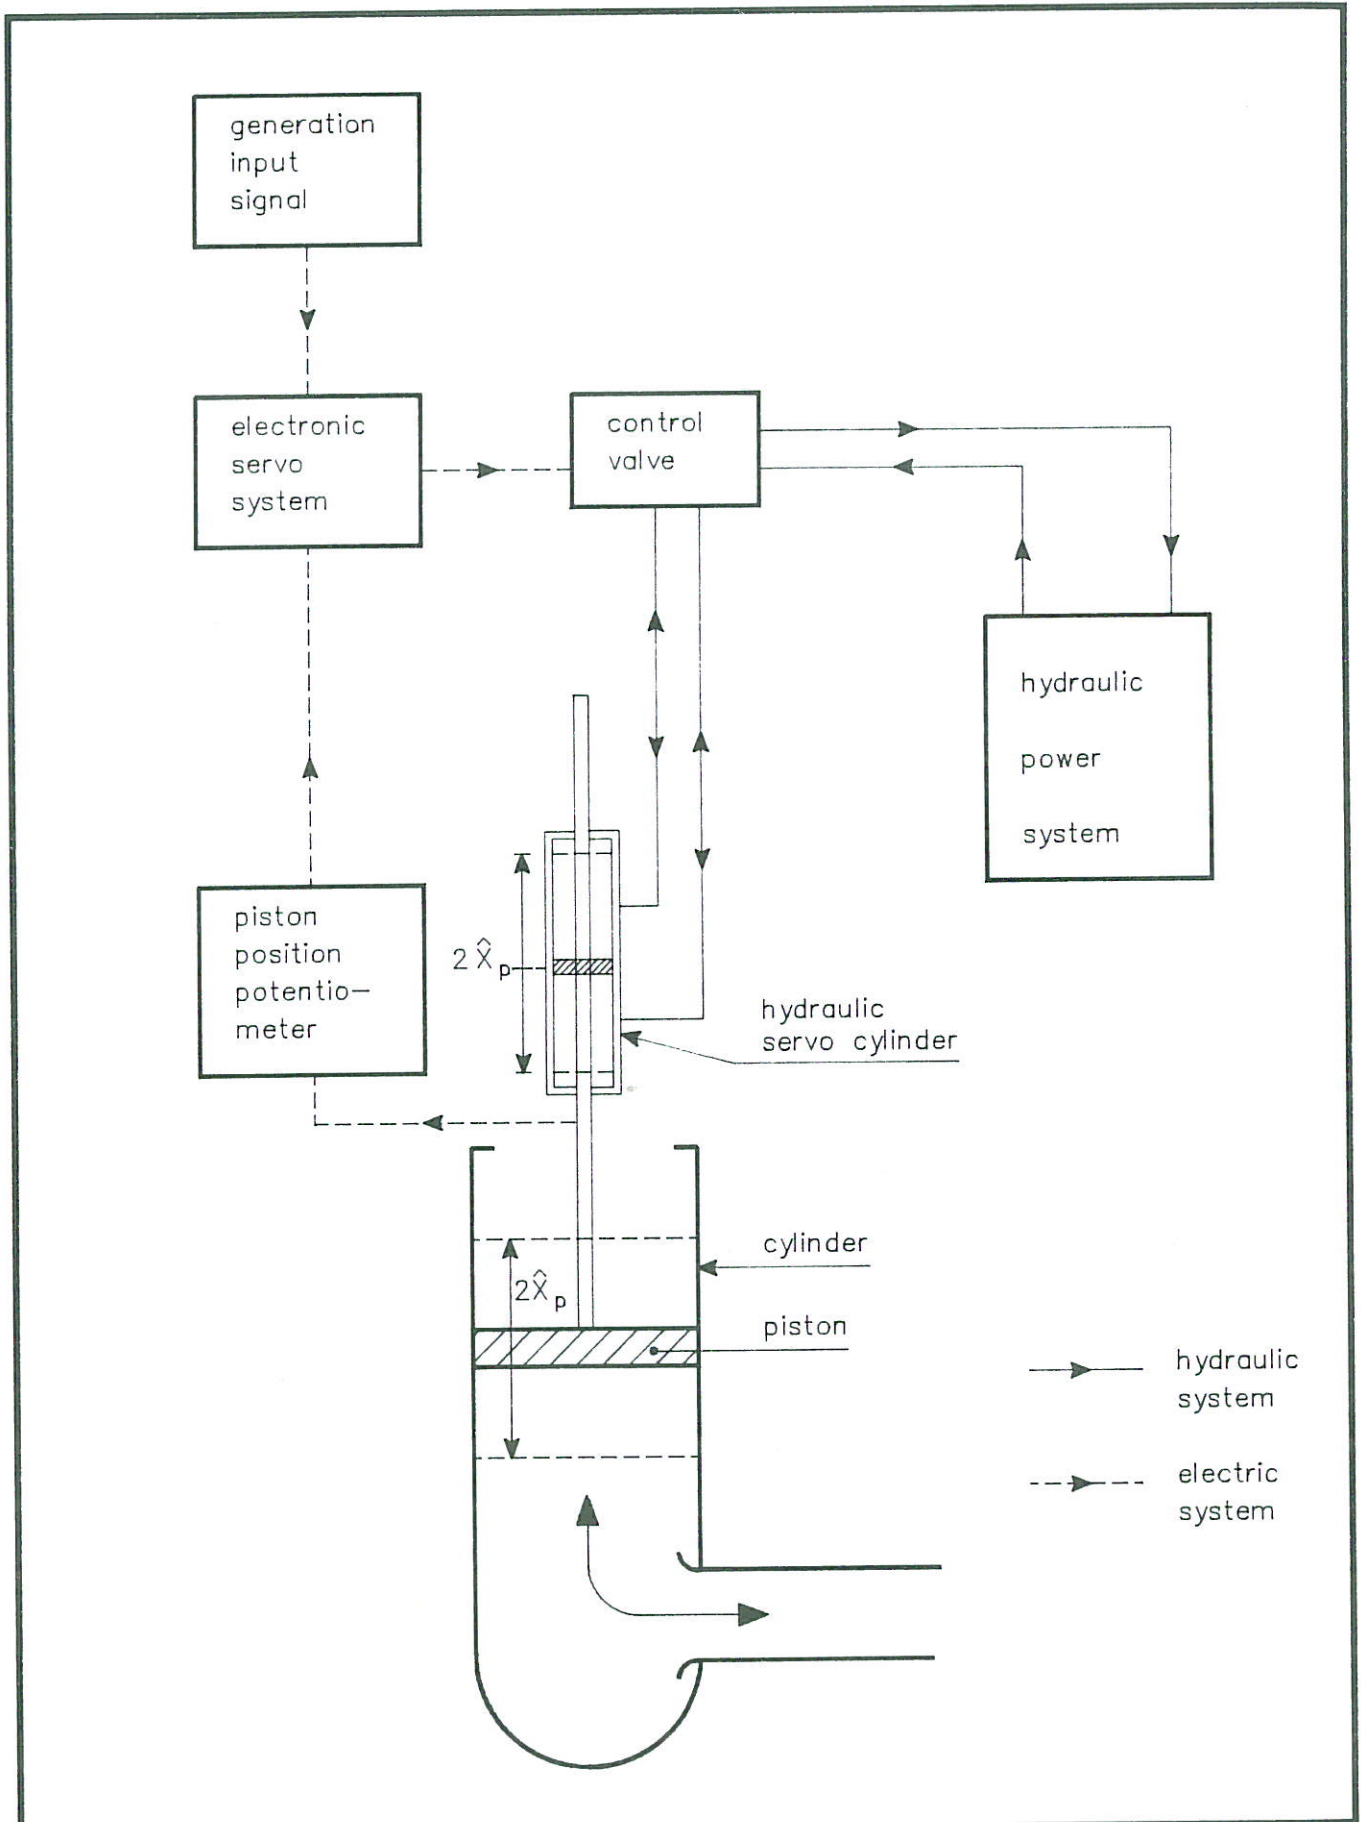 generation
input
signal
electronic
servo
system
control
valve
hydraulic
power
system
piston
position
potentio—
meter
2 X̂p
hydraulic
servo cylinder
cylinder
2X̂p
piston
hydraulic
system
electric
system